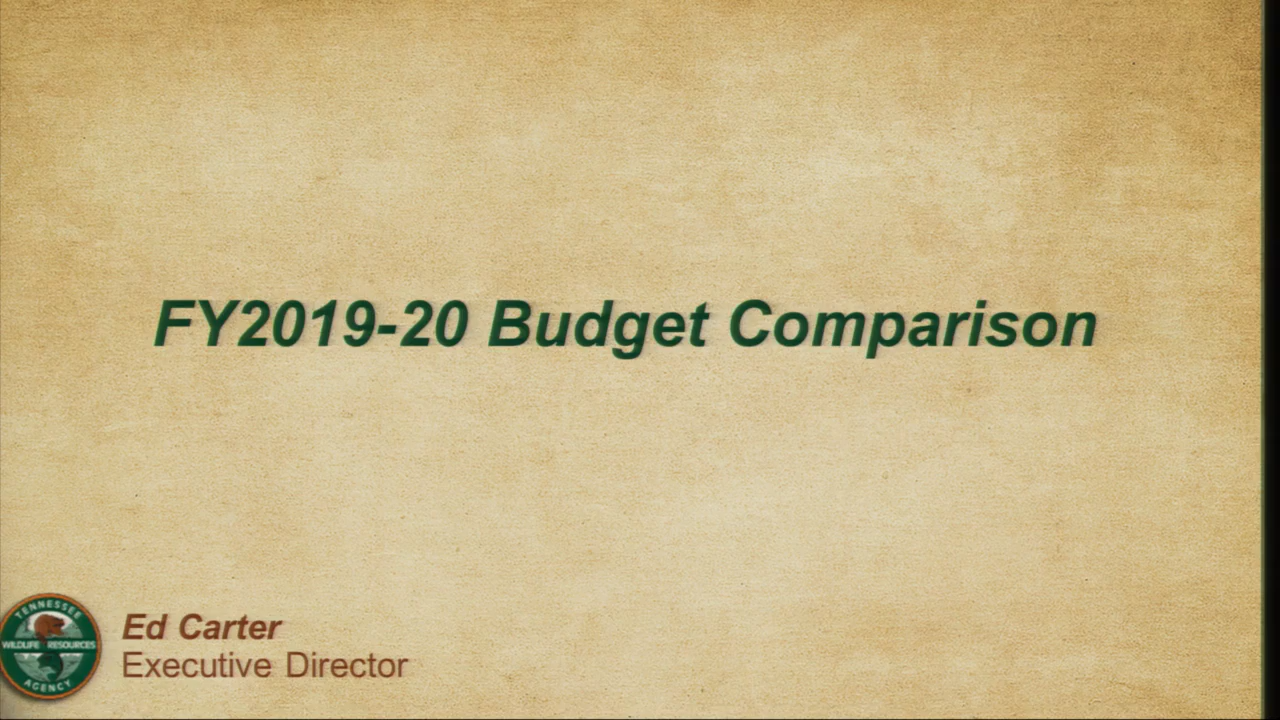 FY2019-20 Budget Comparison
TENNESSEE
WILDLIFE RESOURCES
AGENCY
Ed Carter
Executive Director